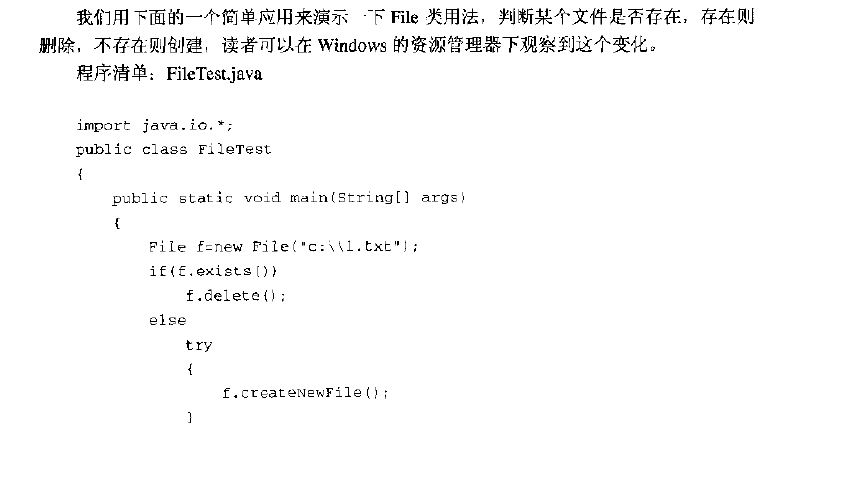 我们用下面的一个简单应用来演示一下 File 类用法，判断某个文件是否存在，存在则
删除，不存在则创建，读者可以在 Windows 的资源管理器下观察到这个变化。
程序清单：FileTest.java
import java.io.*;
public class FileTest
{
public static void main(String[] args)
{
File f=new File("c:\\1.txt");
if(f.exists())
f.delete();
else
try
{
f.createNewFile();
}